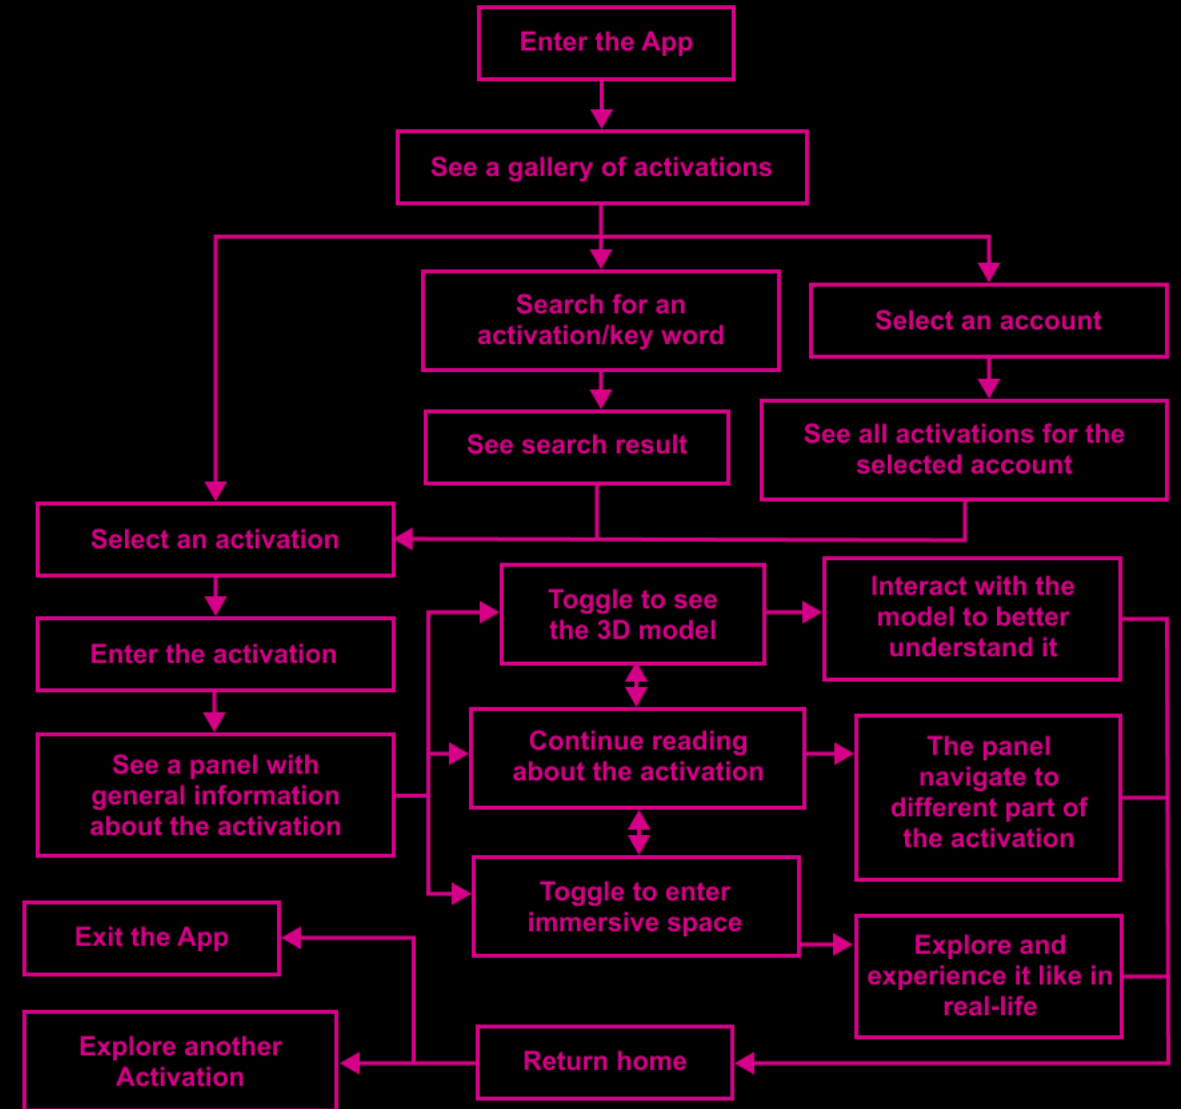 Enter the App
See a gallery of activations
Search for an
activation/key word
Select an account
See search result
See all activations for the
selected account
Select an activation
Enter the activation
See a panel with
general information
about the activation
Toggle to see
the 3D model
Interact with the
model to better
understand it
Continue reading
about the activation
The panel
navigate to
different part of
the activation
Toggle to enter
immersive space
Explore and
experience it like in
real-life
Exit the App
Explore another
Activation
Return home